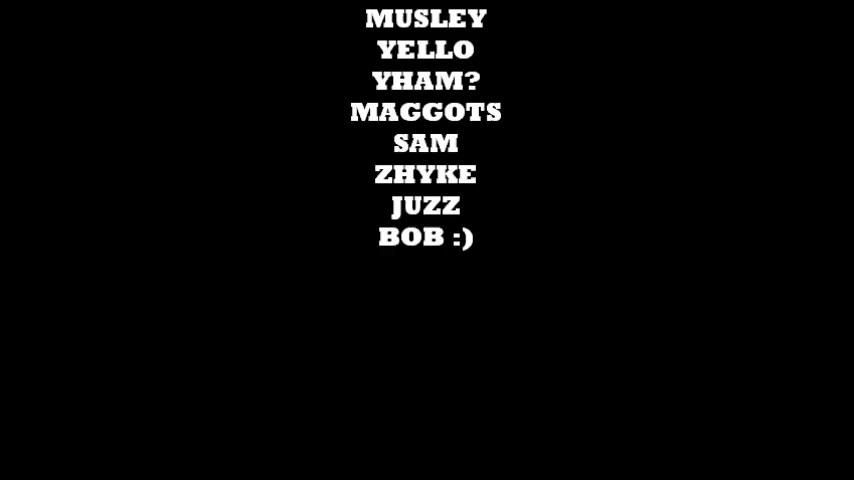 MUSLEY
YELLO
YHAM?
MAGGOTS
SAM
ZHYKE
JUZZ
BOB :)